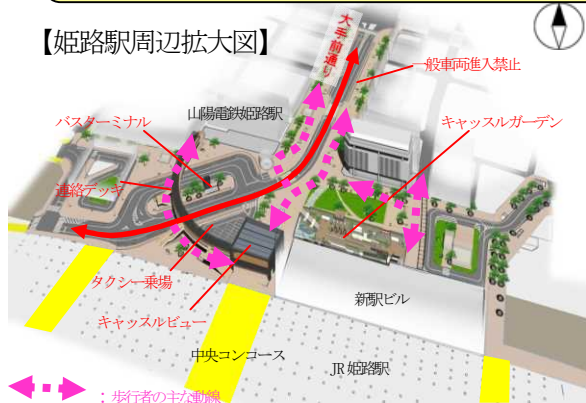 【姫路駅周辺拡大図】
大手前通り
一般車両進入禁止
山陽電鉄姫路駅
バスターミナル
キャッスルガーデン
連絡デッキ
タクシー乗場
キャッスルビュー
新駅ビル
中央コンコース
JR姫路駅
：歩行者の主な動線